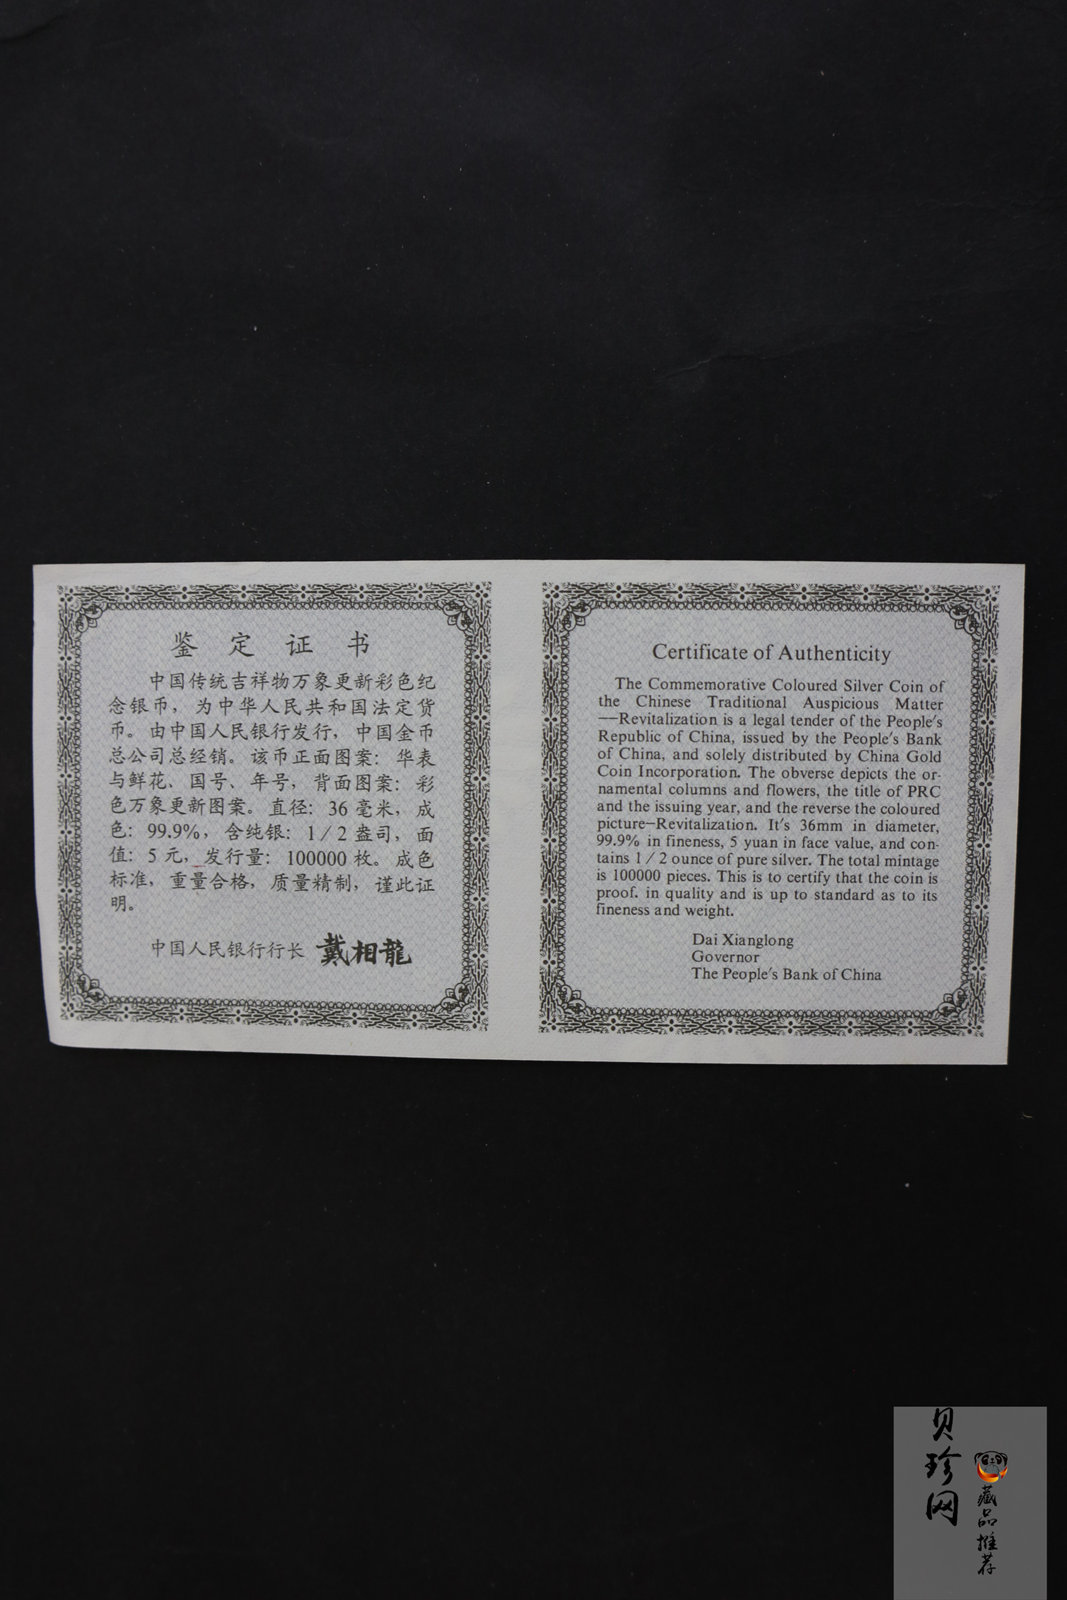 鉴定证书
中国传统吉祥物万象更新彩色纪
念银币，为中华人民共和国法定货
币。由中国人民银行发行，中国金币
总公司总经销。该币正面图案：华表
与鲜花、国号、年号，背面图案：彩
色万象更新图案。直径：36毫米，成
色：99.9%，含纯银：1/2盎司，面
值：5元，发行量：100000枚。成色
标准，重量合格，质量精制，谨此证
明。
中国人民银行行长 戴相龍
Certificate of Authenticity
The Commemorative Coloured Silver Coin of
the Chinese Traditional Auspicious Matter
—Revitalization is a legal tender of the People's
Republic of China, issued by the People's Bank
of China, and solely distributed by China Gold
Coin Incorporation. The obverse depicts the or-
namental columns and flowers, the title of PRC
and the issuing year, and the reverse the coloured
picture—Revitalization. It's 36mm in diameter,
99.9% in fineness, 5 yuan in face value, and con-
tains 1/2 ounce of pure silver. The total mintage
is 100000 pieces. This is to certify that the coin is
proof. in quality and is up to standard as to its
fineness and weight.
Dai Xianglong
Governor
The People's Bank of China
贝珍网
藏品推荐